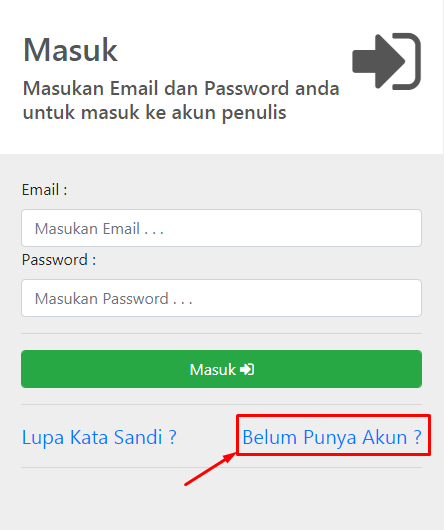 Masuk
Masukan Email dan Password anda
untuk masuk ke akun penulis
Email :
Masukan Email . . .
Password :
Masukan Password . . .
Masuk
Lupa Kata Sandi ? Belum Punya Akun ?